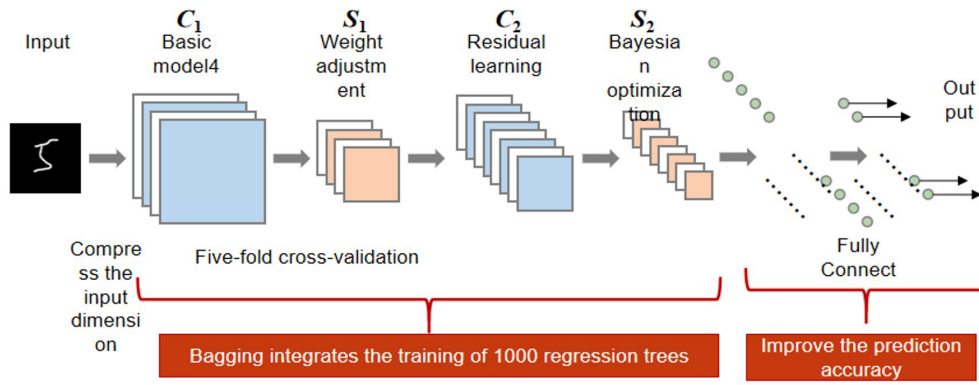 Input
C1
Basic
model4
S1
Weight
adjustm
ent
C2
Residual
learning
S2
Bayesia
n
optimiza
tion
Out
put
Compre
ss the
input
dimensi
on
Five-fold cross-validation
Fully
Connect
Bagging integrates the training of 1000 regression trees
Improve the prediction
accuracy